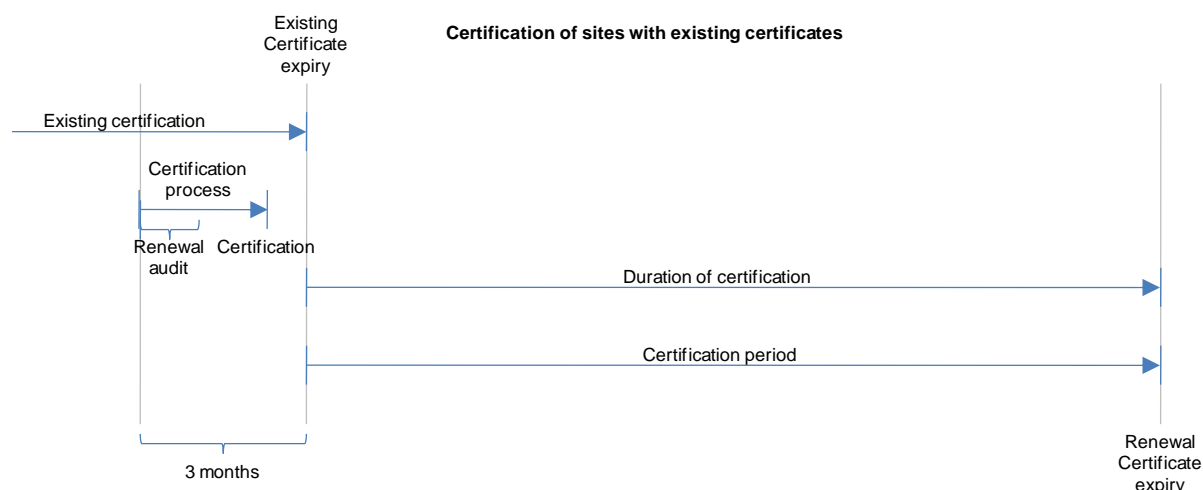 Existing
Certificate
expiry
Certification of sites with existing certificates
Existing certification
Certification
process
Renewal
audit
Certification
Duration of certification
Certification period
3 months
Renewal
Certificate
expiry